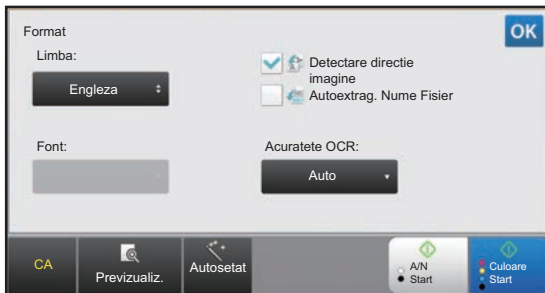 Format
OK
Limba:
Engleza
Detectare directie
imagine
Autoextrag. Nume Fisier
Font:
Acuratete OCR:
Auto
CA
Previzualiz.
Autosetat
A/N
Start
Culoare
Start